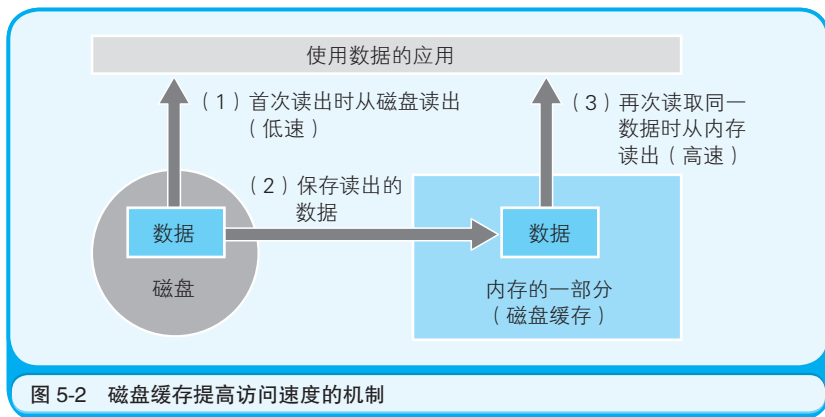 使用数据的应用
（1）首次读出时从磁盘读出
（低速）
（3）再次读取同一
数据时从内存
读出（高速）
（2）保存读出的
数据
数据
数据
磁盘
内存的一部分
（磁盘缓存）
图 5-2 磁盘缓存提高访问速度的机制